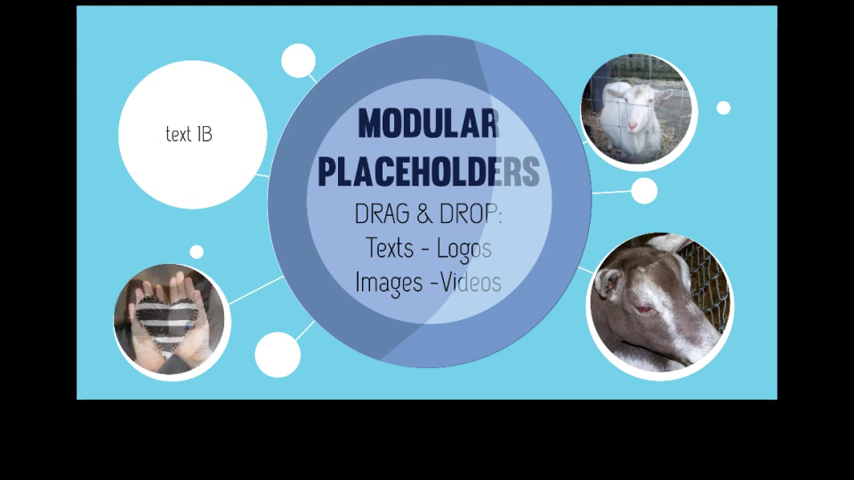 text 1B
MODULAR
PLACEHOLDERS
DRAG & DROP:
Texts - Logos
Images -Videos